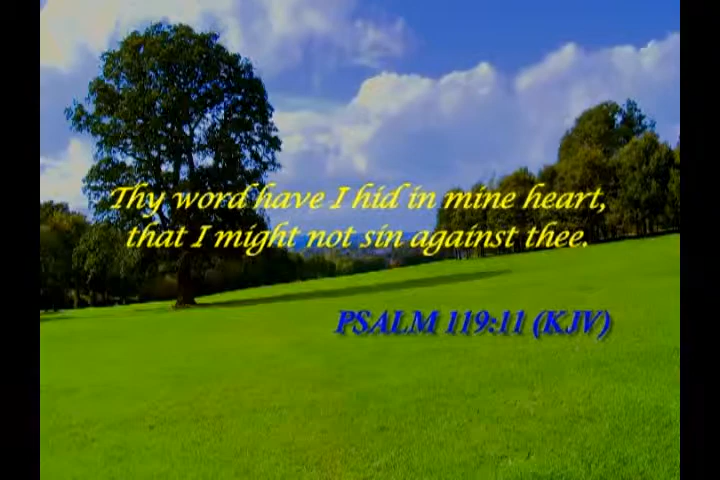 Thy word have I hid in mine heart,
that I might not sin against thee.
PSALM 119:11 (KJV)